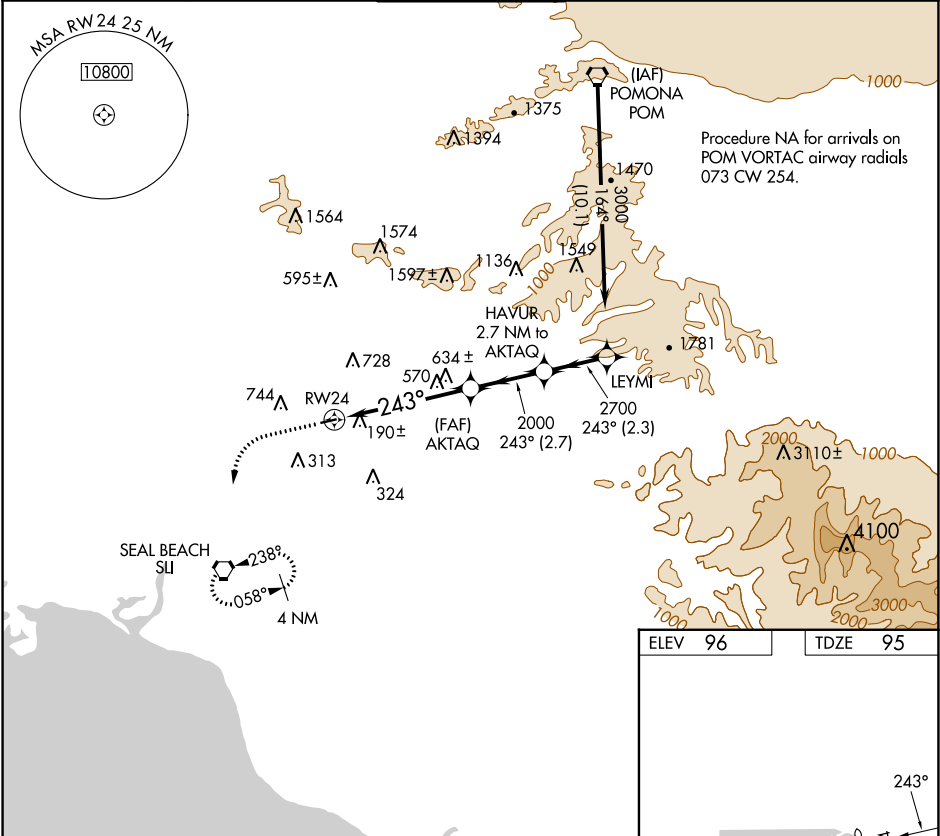 MSA RW 24 25 NM
10800
(IAF)
POMONA
POM
1000
1375
1394
Procedure NA for arrivals on
POM VORTAC airway radials
073 CW 254.
1470
3000
164°
(10.1)
1564
1574
595±
1597±
1136
1549
1000
HAVUR
2.7 NM to
AKTAQ
1781
728
634±
570
LEYMI
744
RW24
243°
190±
(FAF)
AKTAQ
2000
243° (2.7)
2700
243° (2.3)
313
324
2000
3110±
1000
4100
SEAL BEACH
SLI
238°
058°
4 NM
1000
3000
2000
ELEV 96
TDZE 95
243°